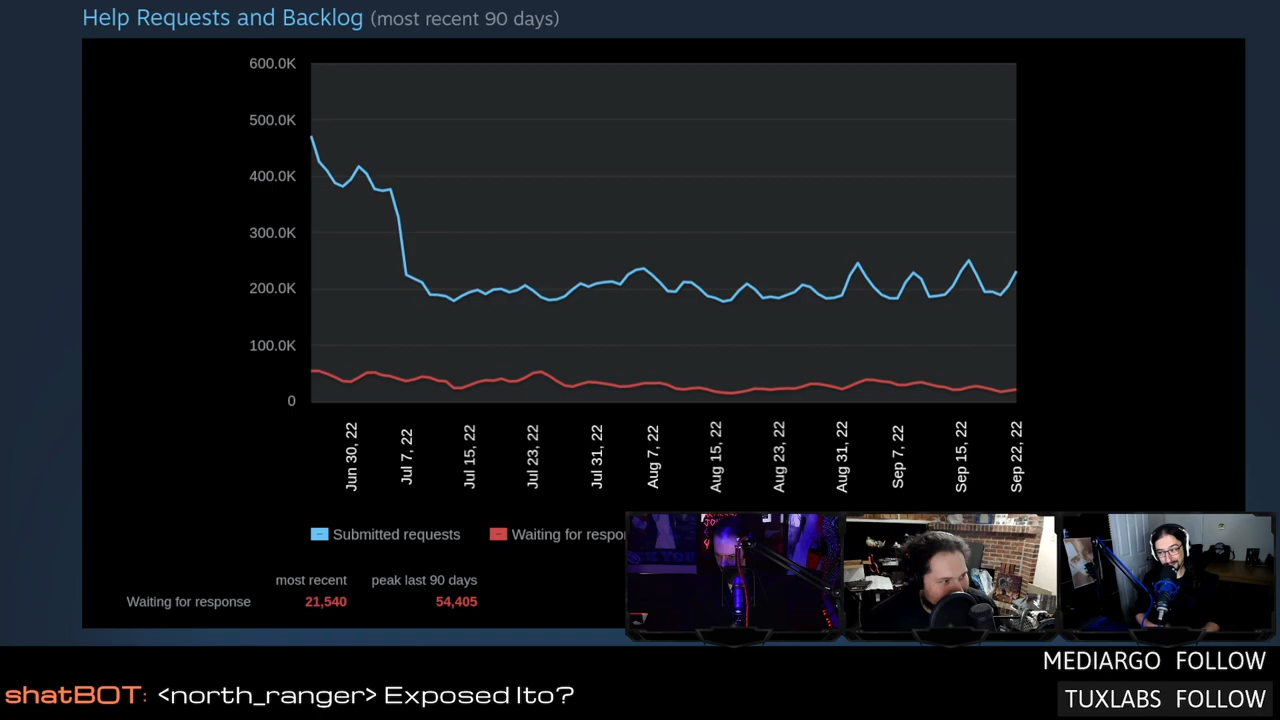 Help Requests and Backlog (most recent 90 days)
600.0K
500.0K
400.0K
300.0K
200.0K
100.0K
0
Jun 30, 22
Jul 7, 22
Jul 15, 22
Jul 23, 22
Jul 31, 22
Aug 7, 22
Aug 15, 22
Aug 23, 22
Aug 31, 22
Sep 7, 22
Sep 15, 22
Sep 22, 22
Submitted requests Waiting for respo
most recent peak last 90 days
Waiting for response 21,540 54,405
MEDIARGO FOLLOW
shatBOT: <north_ranger> Exposed Ito?
TUXLABS FOLLOW